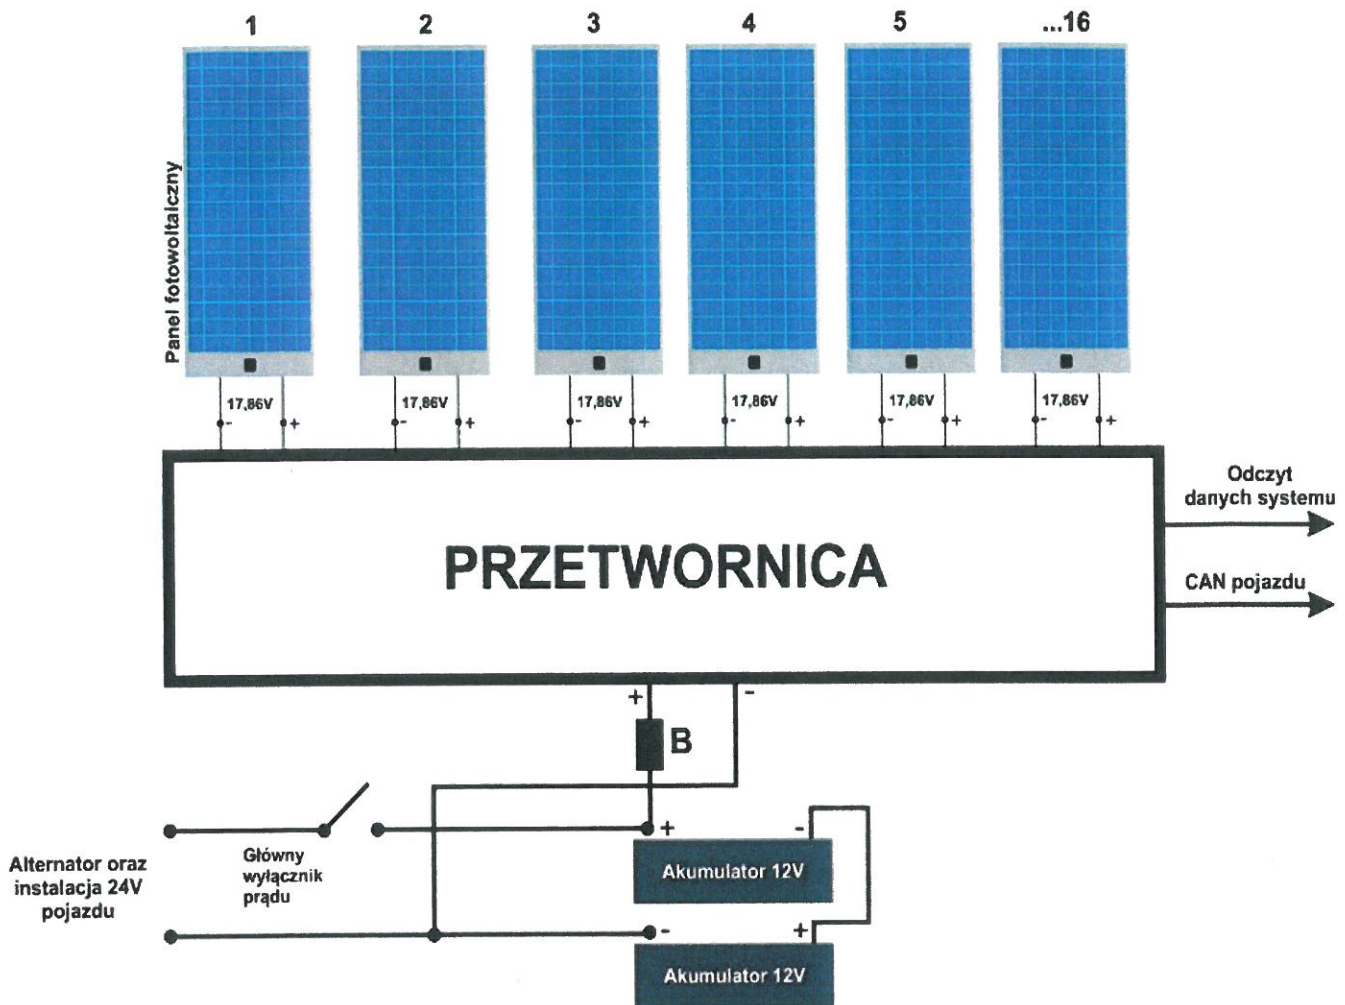 1
2
3
4
5
...16
Panel fotowoltaiczny
17,86V
17,86V
17,86V
17,86V
17,86V
17,86V
-
+
-
+
-
+
-
+
-
+
-
+
Odczyt
danych systemu
PRZETWORNICA
CAN pojazdu
+
-
B
Alternator oraz
instalacja 24V
pojazdu
Główny
wyłącznik
prądu
+
-
Akumulator 12V
-
+
Akumulator 12V